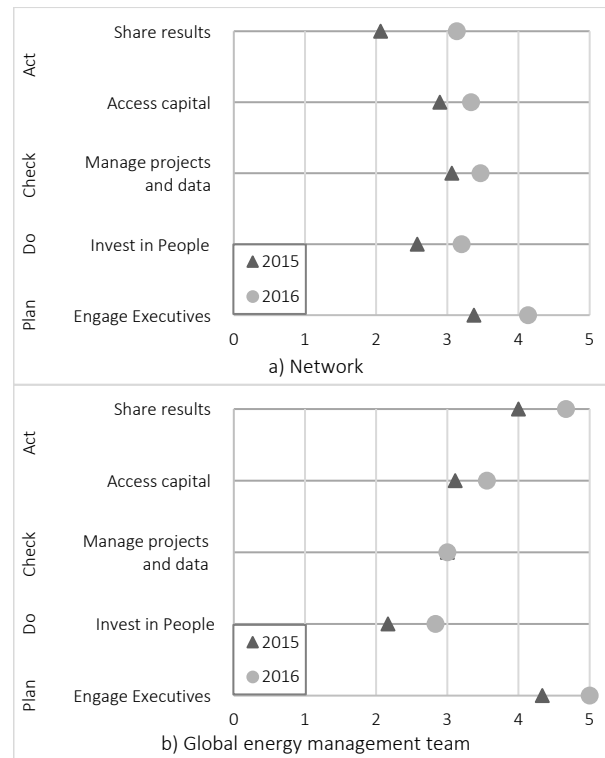 Act
Share results
Access capital
Check
Manage projects
and data
Do
Invest in People
2015
2016
Plan
Engage Executives
0 1 2 3 4 5
a) Network
Act
Share results
Access capital
Check
Manage projects
and data
Do
Invest in People
2015
2016
Plan
Engage Executives
0 1 2 3 4 5
b) Global energy management team